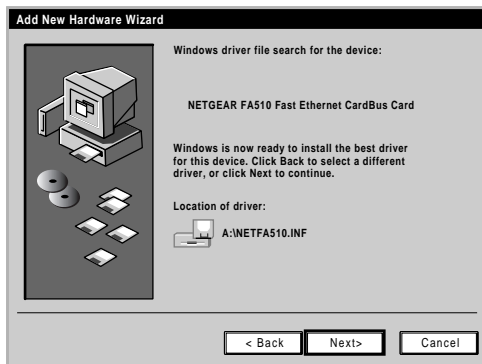 Add New Hardware Wizard
Windows driver file search for the device:
NETGEAR FA510 Fast Ethernet CardBus Card
Windows is now ready to install the best driver
for this device. Click Back to select a different
driver, or click Next to continue.
Location of driver:
A:\NETFA510.INF
< Back Next> Cancel